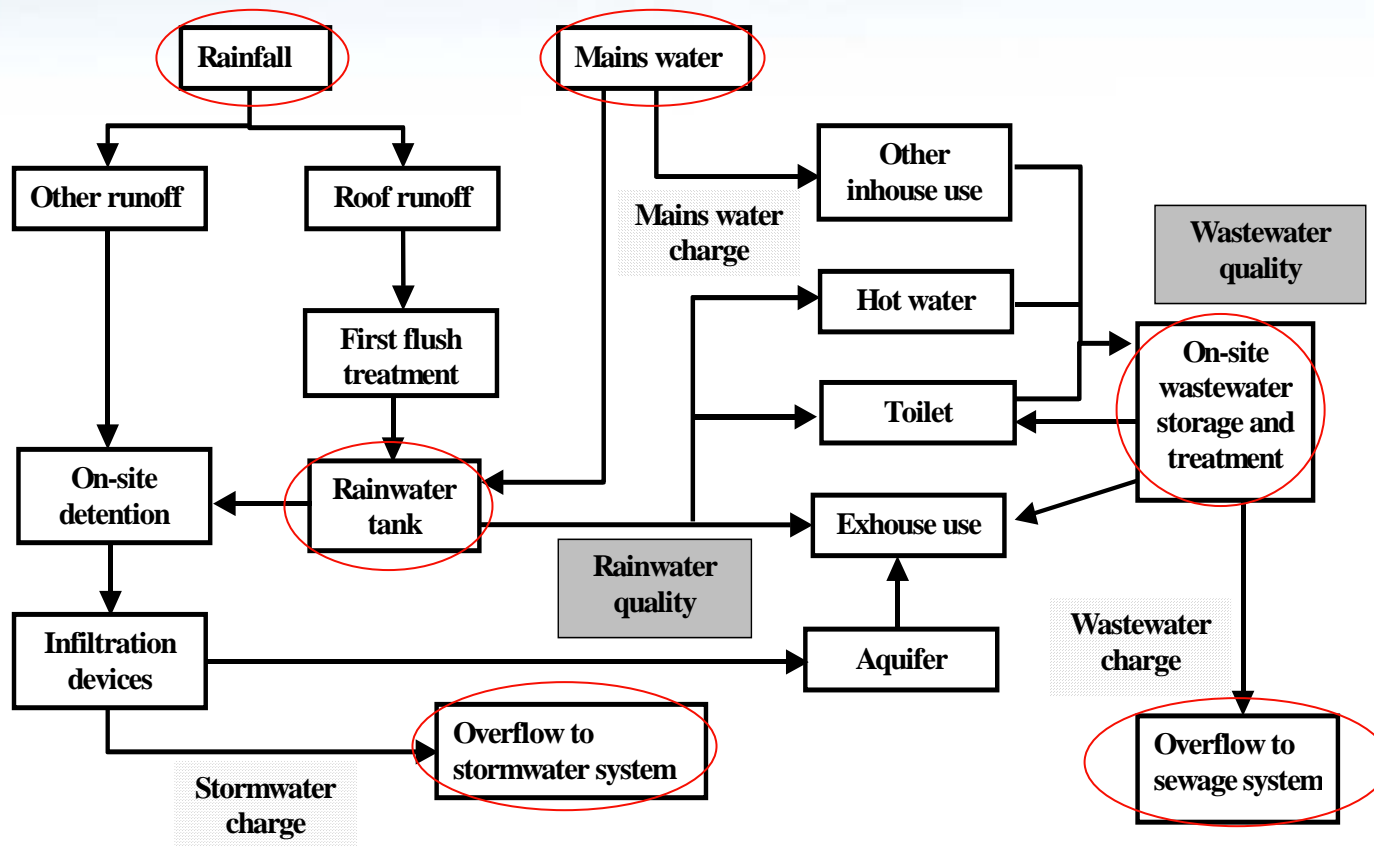 Rainfall
Mains water
Other runoff
Roof runoff
Other
inhouse use
Mains water
charge
Wastewater
quality
Hot water
First flush
treatment
On-site
wastewater
storage and
treatment
Toilet
On-site
detention
Rainwater
tank
Exhouse use
Rainwater
quality
Infiltration
devices
Aquifer
Wastewater
charge
Overflow to
stormwater system
Overflow to
sewage system
Stormwater
charge